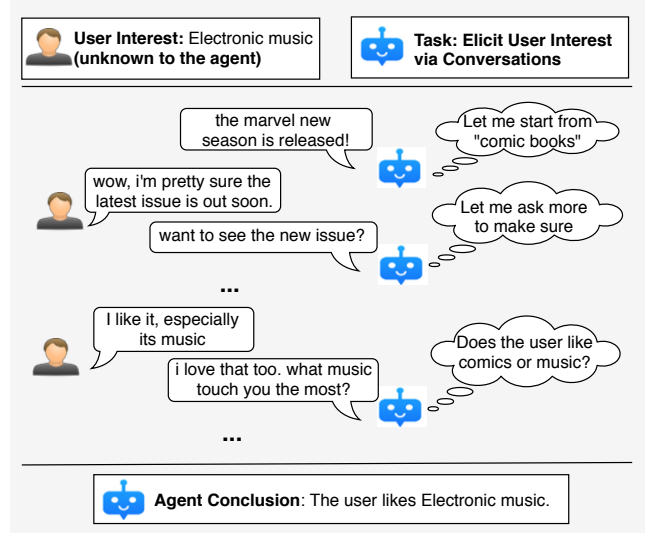 User Interest: Electronic music
(unknown to the agent)
Task: Elicit User Interest
via Conversations
the marvel new
season is released!
Let me start from
"comic books"
wow, i'm pretty sure the
latest issue is out soon.
Let me ask more
to make sure
want to see the new issue?
...
I like it, especially
its music
Does the user like
comics or music?
i love that too. what music
touch you the most?
...
Agent Conclusion: The user likes Electronic music.